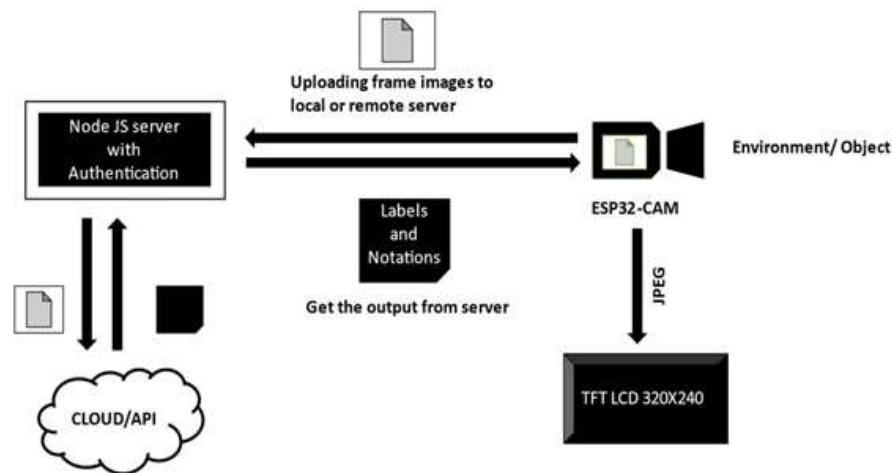 Uploading frame images to
local or remote server
Node JS server
with
Authentication
Environment/ Object
ESP32-CAM
Labels
and
Notations
Get the output from server
JPEG
TFT LCD 320X240
CLOUD/API